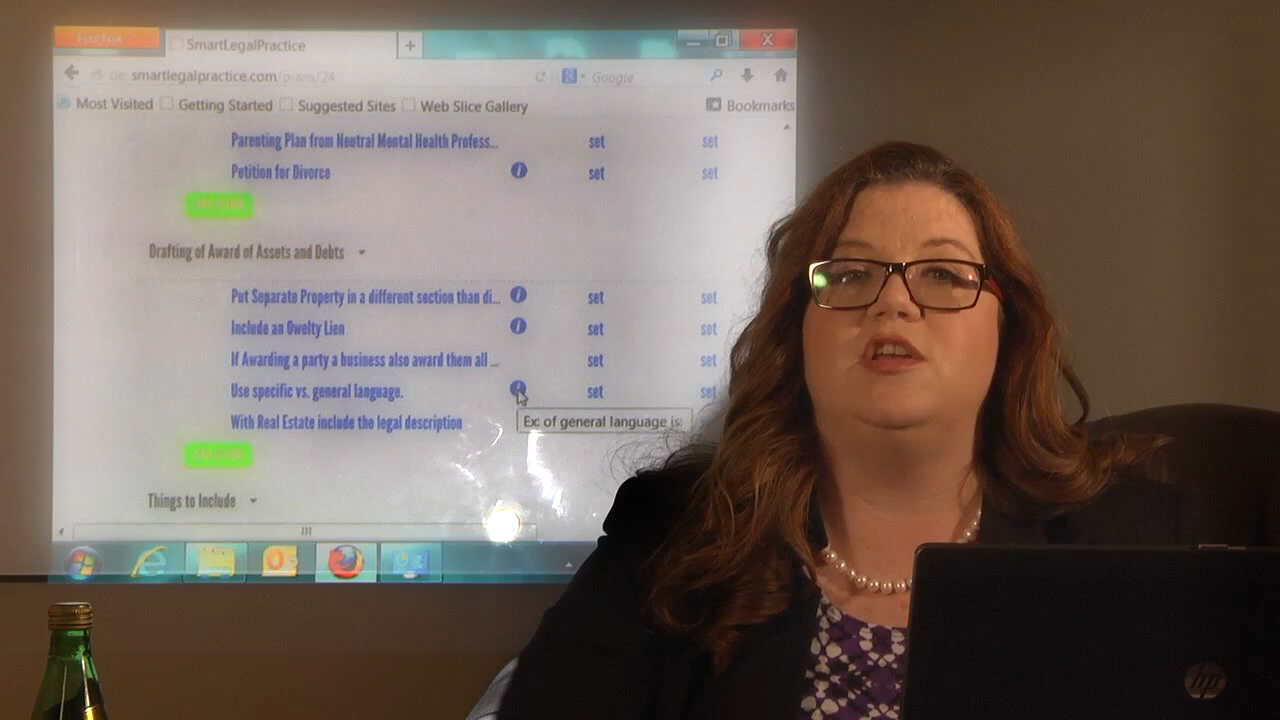 Firefox
SmartLegalPractice
+
smartlegalpractice.com/plans/24
Google
Most Visited Getting Started Suggested Sites Web Slice Gallery Bookmarks
Parenting Plan from Neutral Mental Health Profess... set set
Petition for Divorce i set set
Drafting of Award of Assets and Debts
Put Separate Property in a different section than di... i set set
Include an Owelty Lien i set set
If Awarding a party a business also award them all ... set set
Use specific vs. general language. set set
Ex: of general language is:
With Real Estate include the legal description
Things to Include
hp